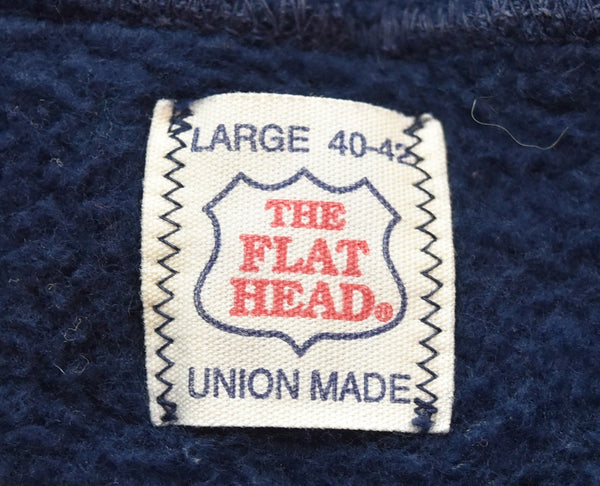 LARGE 40-42
THE
FLAT
HEAD®
UNION MADE